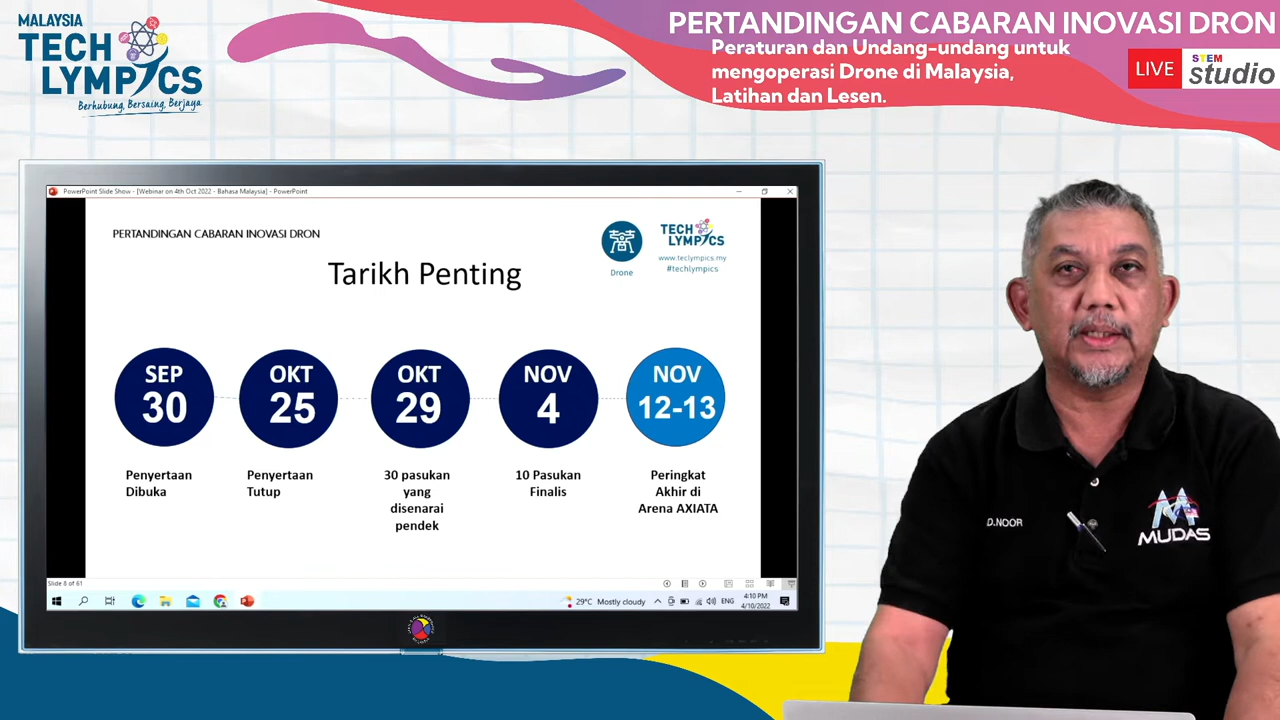 MALAYSIA
TECH
LYMPICS
Berhubung, Bersaing, Berjaya
PERTANDINGAN CABARAN INOVASI DRON
Peraturan dan Undang-undang untuk
mengoperasi Drone di Malaysia,
Latihan dan Lesen.
LIVE
STEM
studio
PowerPoint Slide Show - [Webinar on 4th Oct 2022 - Bahasa Malaysia] - PowerPoint
PERTANDINGAN CABARAN INOVASI DRON
Drone
TECH
LYMPICS
www.teclympics.my
#techlympics
Tarikh Penting
SEP
30
OKT
25
OKT
29
NOV
4
NOV
12-13
Penyertaan
Dibuka
Penyertaan
Tutup
30 pasukan
yang
disenarai
pendek
10 Pasukan
Finalis
Peringkat
Akhir di
Arena AXIATA
Slide 8 of 61
29°C Mostly cloudy
ENG
4:10 PM
4/10/2022
D.NOOR
MUDAS